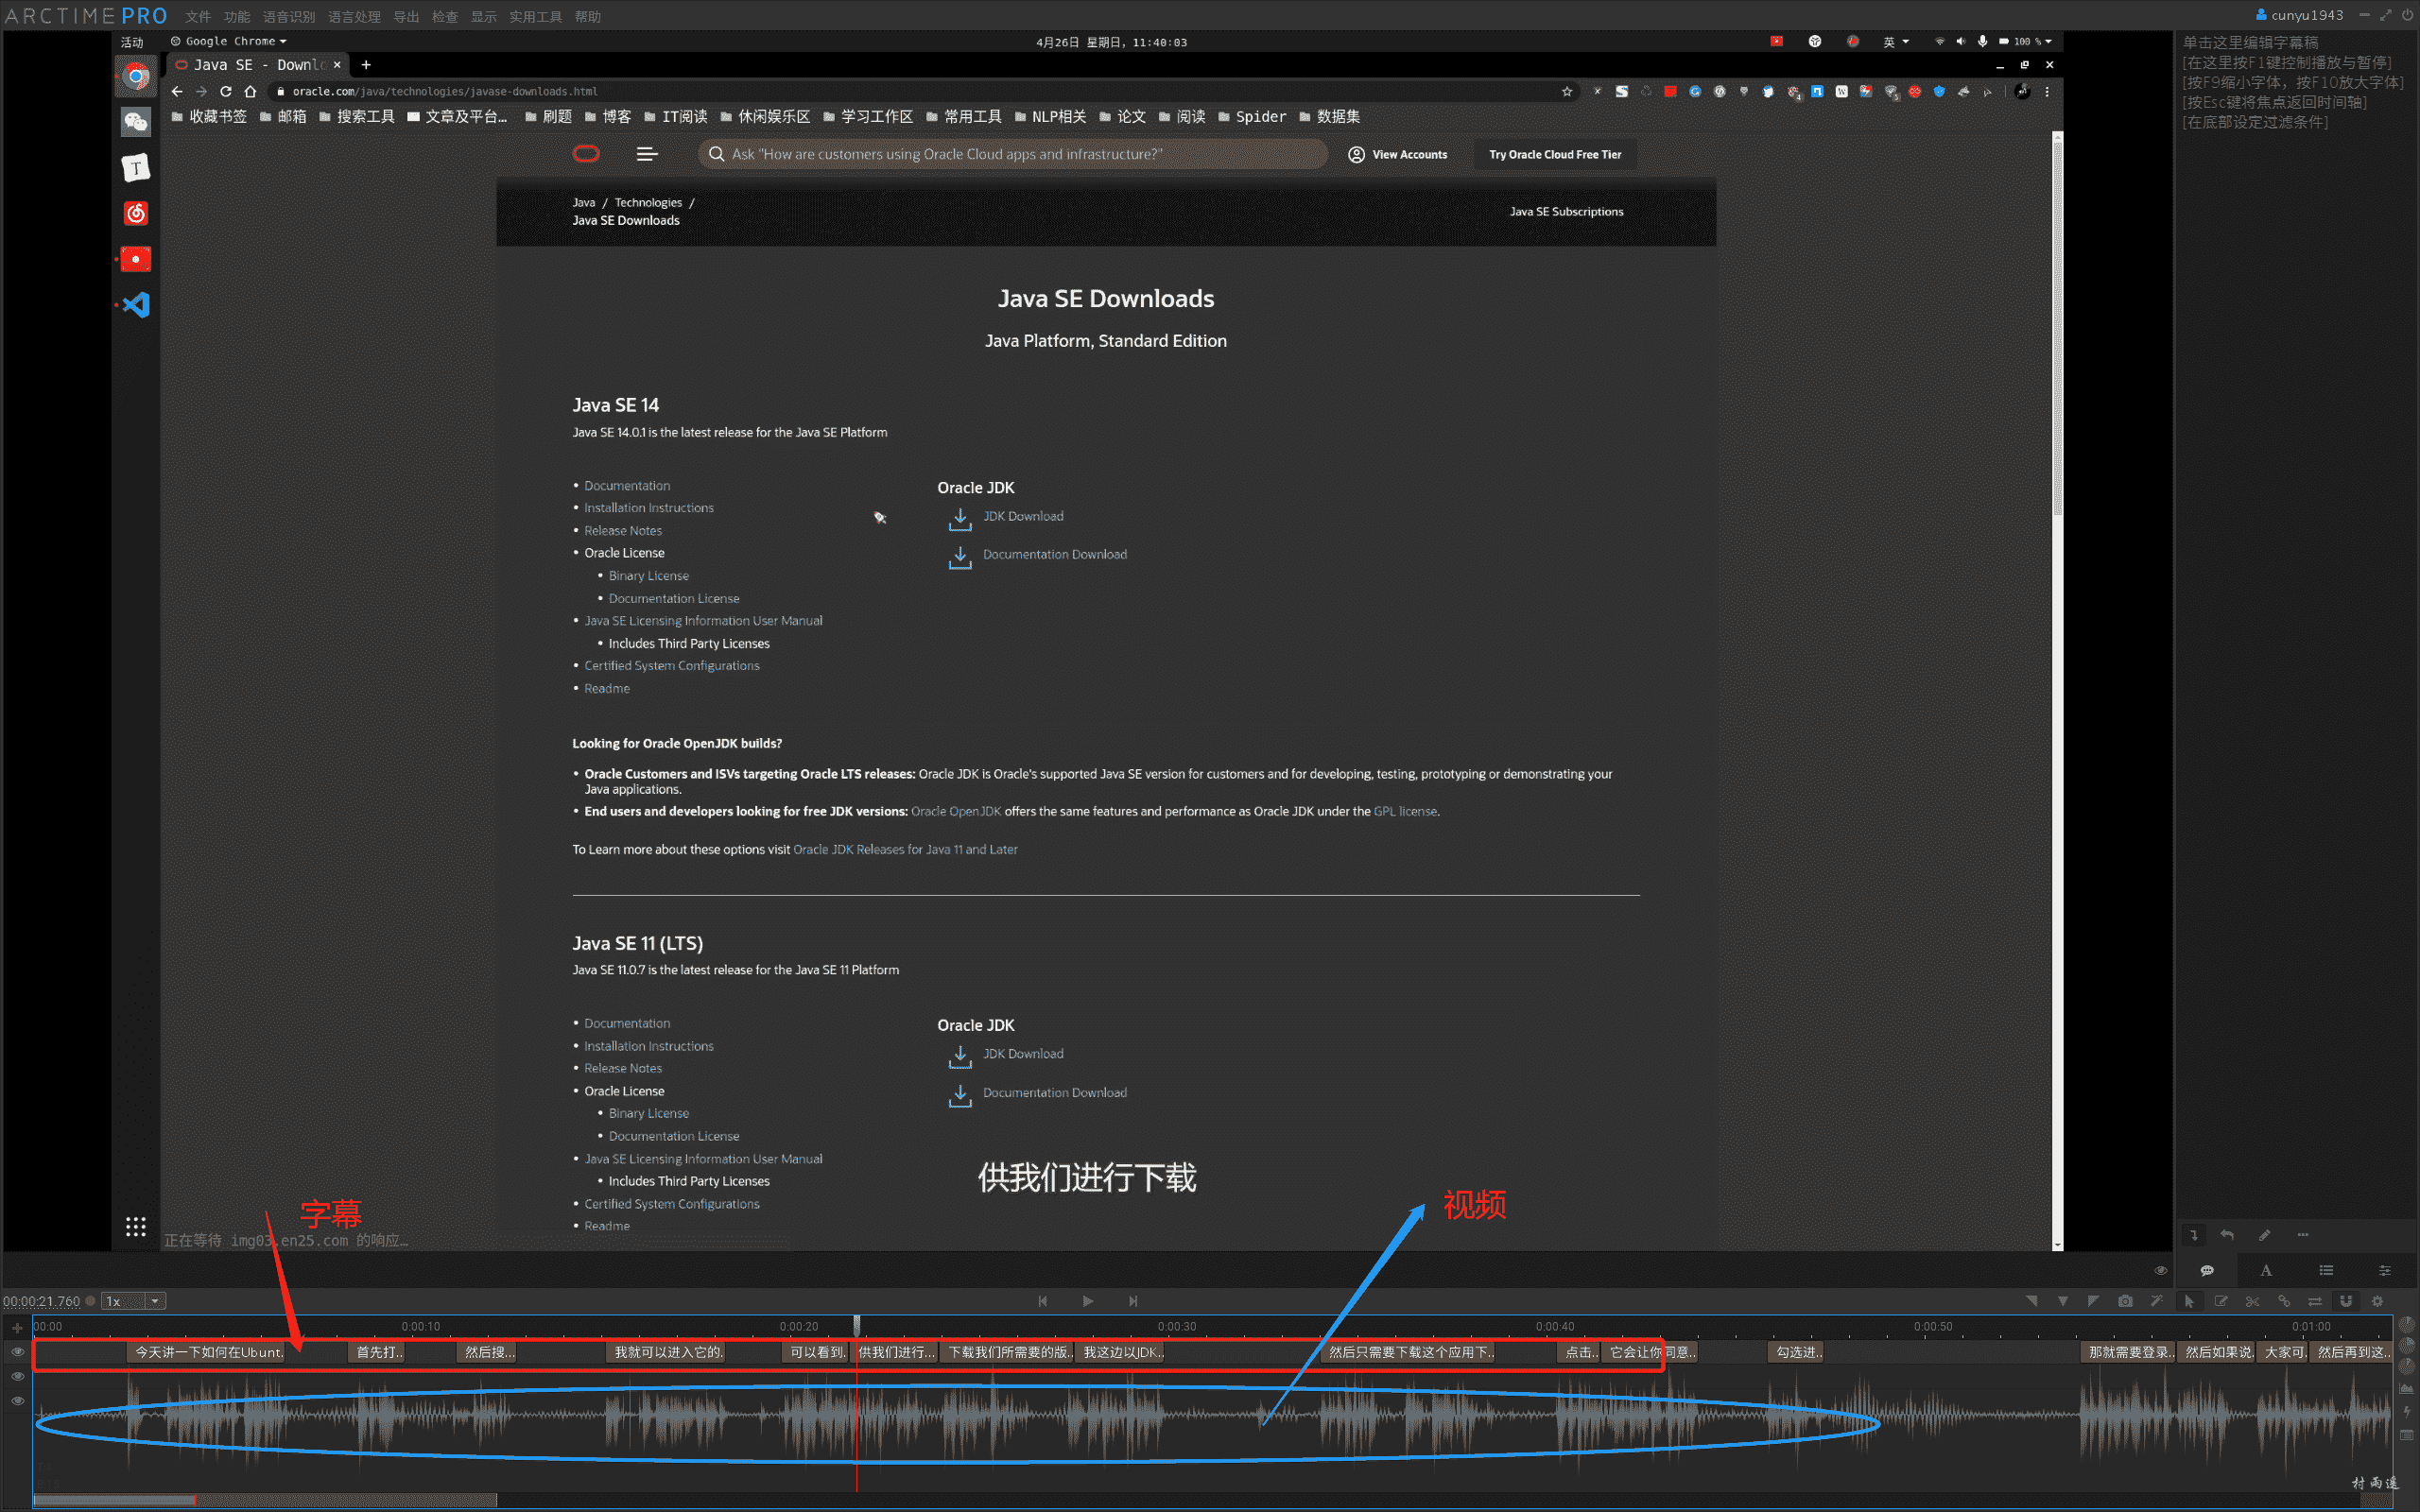 ARCTIME PRO 文件 功能 语音识别 语言处理 导出 检查 显示 实用工具 帮助
cunyu1943
活动 Google Chrome 4月26日 星期日, 11:40:03 英 100 %
Java SE - Downl
oracle.com/java/technologies/javase-downloads.html
收藏书签 邮箱 搜索工具 文章及平台... 刷题 博客 IT阅读 休闲娱乐区 学习工作区 常用工具 NLP相关 论文 阅读 Spider 数据集
Ask "How are customers using Oracle Cloud apps and infrastructure?"
View Accounts
Try Oracle Cloud Free Tier
Java / Technologies /
Java SE Downloads
Java SE Subscriptions
Java SE Downloads
Java Platform, Standard Edition
Java SE 14
Java SE 14.0.1 is the latest release for the Java SE Platform
• Documentation
• Installation Instructions
• Release Notes
• Oracle License
• Binary License
• Documentation License
• Java SE Licensing Information User Manual
• Includes Third Party Licenses
• Certified System Configurations
• Readme
Oracle JDK
JDK Download
Documentation Download
Looking for Oracle OpenJDK builds?
• Oracle Customers and ISVs targeting Oracle LTS releases: Oracle JDK is Oracle's supported Java SE version for customers and for developing, testing, prototyping or demonstrating your
Java applications.
• End users and developers looking for free JDK versions: Oracle OpenJDK offers the same features and performance as Oracle JDK under the GPL license.
To Learn more about these options visit Oracle JDK Releases for Java 11 and Later
Java SE 11 (LTS)
Java SE 11.0.7 is the latest release for the Java SE 11 Platform
• Documentation
• Installation Instructions
• Release Notes
• Oracle License
• Binary License
• Documentation License
• Java SE Licensing Information User Manual
• Includes Third Party Licenses
• Certified System Configurations
• Readme
Oracle JDK
JDK Download
Documentation Download
供我们进行下载
字幕
视频
正在等待 img03.en25.com 的响应...
单击这里编辑字幕稿
[在这里按F1键控制播放与暂停]
[按F9缩小字体, 按F10放大字体]
[按Esc键将焦点返回时间轴]
[在底部设定过滤条件]
00:00:21.760 1x
00:00 0:00:10 0:00:20 0:00:30 0:00:40 0:00:50 0:01:00
今天讲一下如何在Ubunt. 首先打.. 然后搜... 我就可以进入它的. 可以看到. 供我们进行... 下载我们所需要的版.. 我这边以JDK.. 然后只需要下载这个应用下.. 点击.. 它会让你同意.. 勾选进.. 那就需要登录.. 然后如果说. 大家可. 然后再到这..
村雨遥